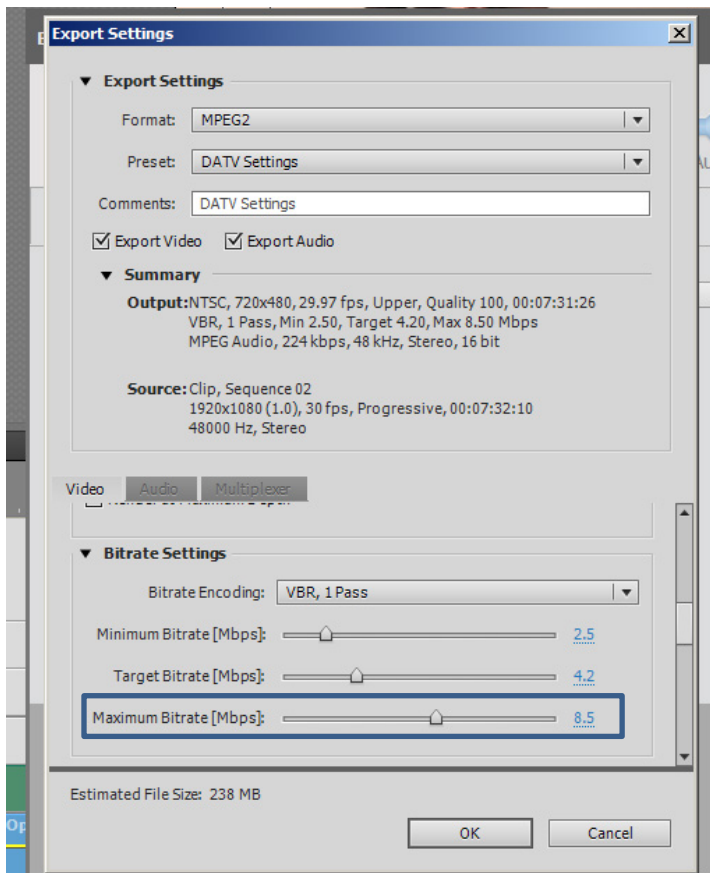 Export Settings
Export Settings
Format: MPEG2
Preset: DATV Settings
Comments: DATV Settings
Export Video Export Audio
Summary
Output: NTSC, 720x480, 29.97 fps, Upper, Quality 100, 00:07:31:26
VBR, 1 Pass, Min 2.50, Target 4.20, Max 8.50 Mbps
MPEG Audio, 224 kbps, 48 kHz, Stereo, 16 bit
Source: Clip, Sequence 02
1920x1080 (1.0), 30 fps, Progressive, 00:07:32:10
48000 Hz, Stereo
Video Audio Multiplexer
Bitrate Settings
Bitrate Encoding: VBR, 1 Pass
Minimum Bitrate [Mbps]: 2.5
Target Bitrate [Mbps]: 4.2
Maximum Bitrate [Mbps]: 8.5
Estimated File Size: 238 MB
Op
OK Cancel